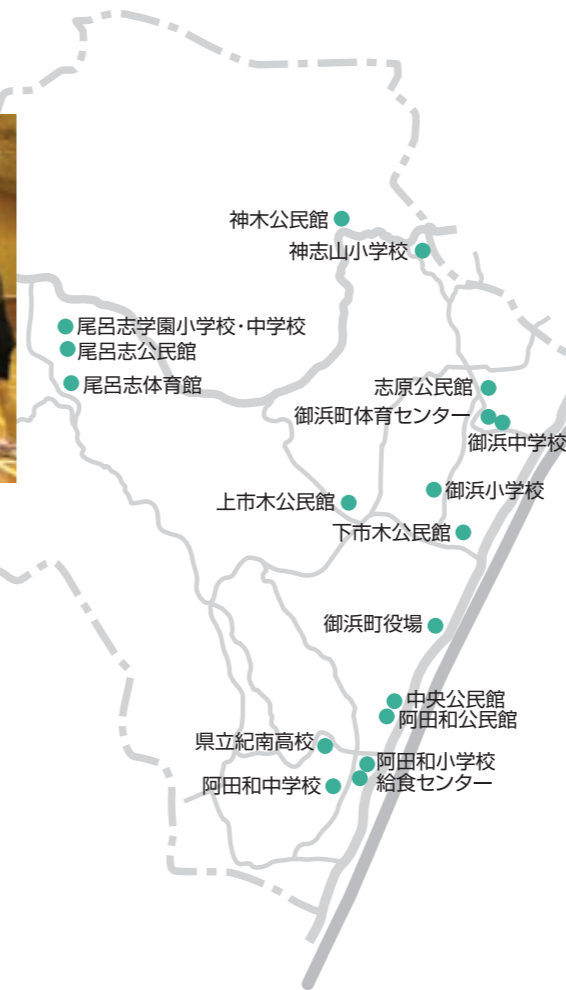 神木公民館
神志山小学校
尾呂志学園小学校・中学校
尾呂志公民館
尾呂志体育館
志原公民館
御浜町体育センター
御浜中学校
御浜小学校
上市木公民館
下市木公民館
御浜町役場
中央公民館
阿田和公民館
県立紀南高校
阿田和小学校
阿田和中学校
給食センター